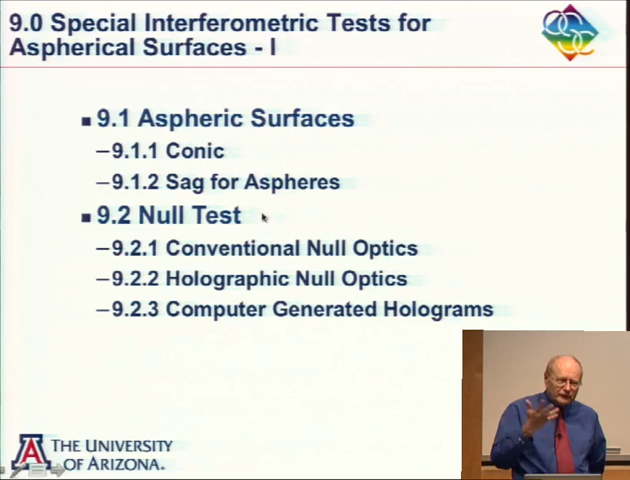 9.0 Special Interferometric Tests for
Aspherical Surfaces - I
■ 9.1 Aspheric Surfaces
–9.1.1 Conic
–9.1.2 Sag for Aspheres
■ 9.2 Null Test
–9.2.1 Conventional Null Optics
–9.2.2 Holographic Null Optics
–9.2.3 Computer Generated Holograms
A THE UNIVERSITY
OF ARIZONA.